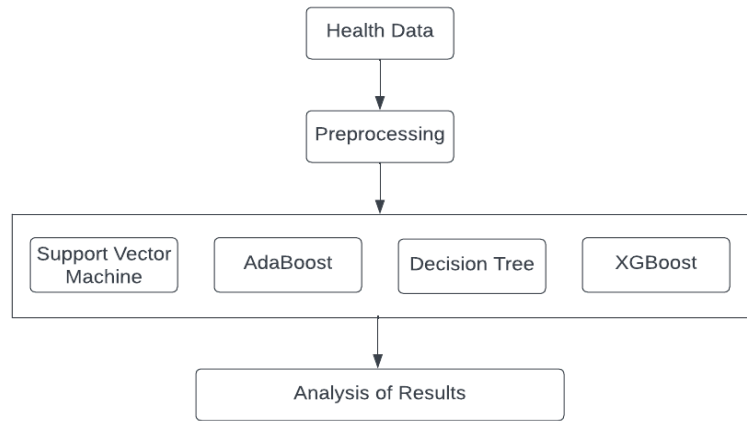 Health Data
Preprocessing
Support Vector
Machine
AdaBoost
Decision Tree
XGBoost
Analysis of Results